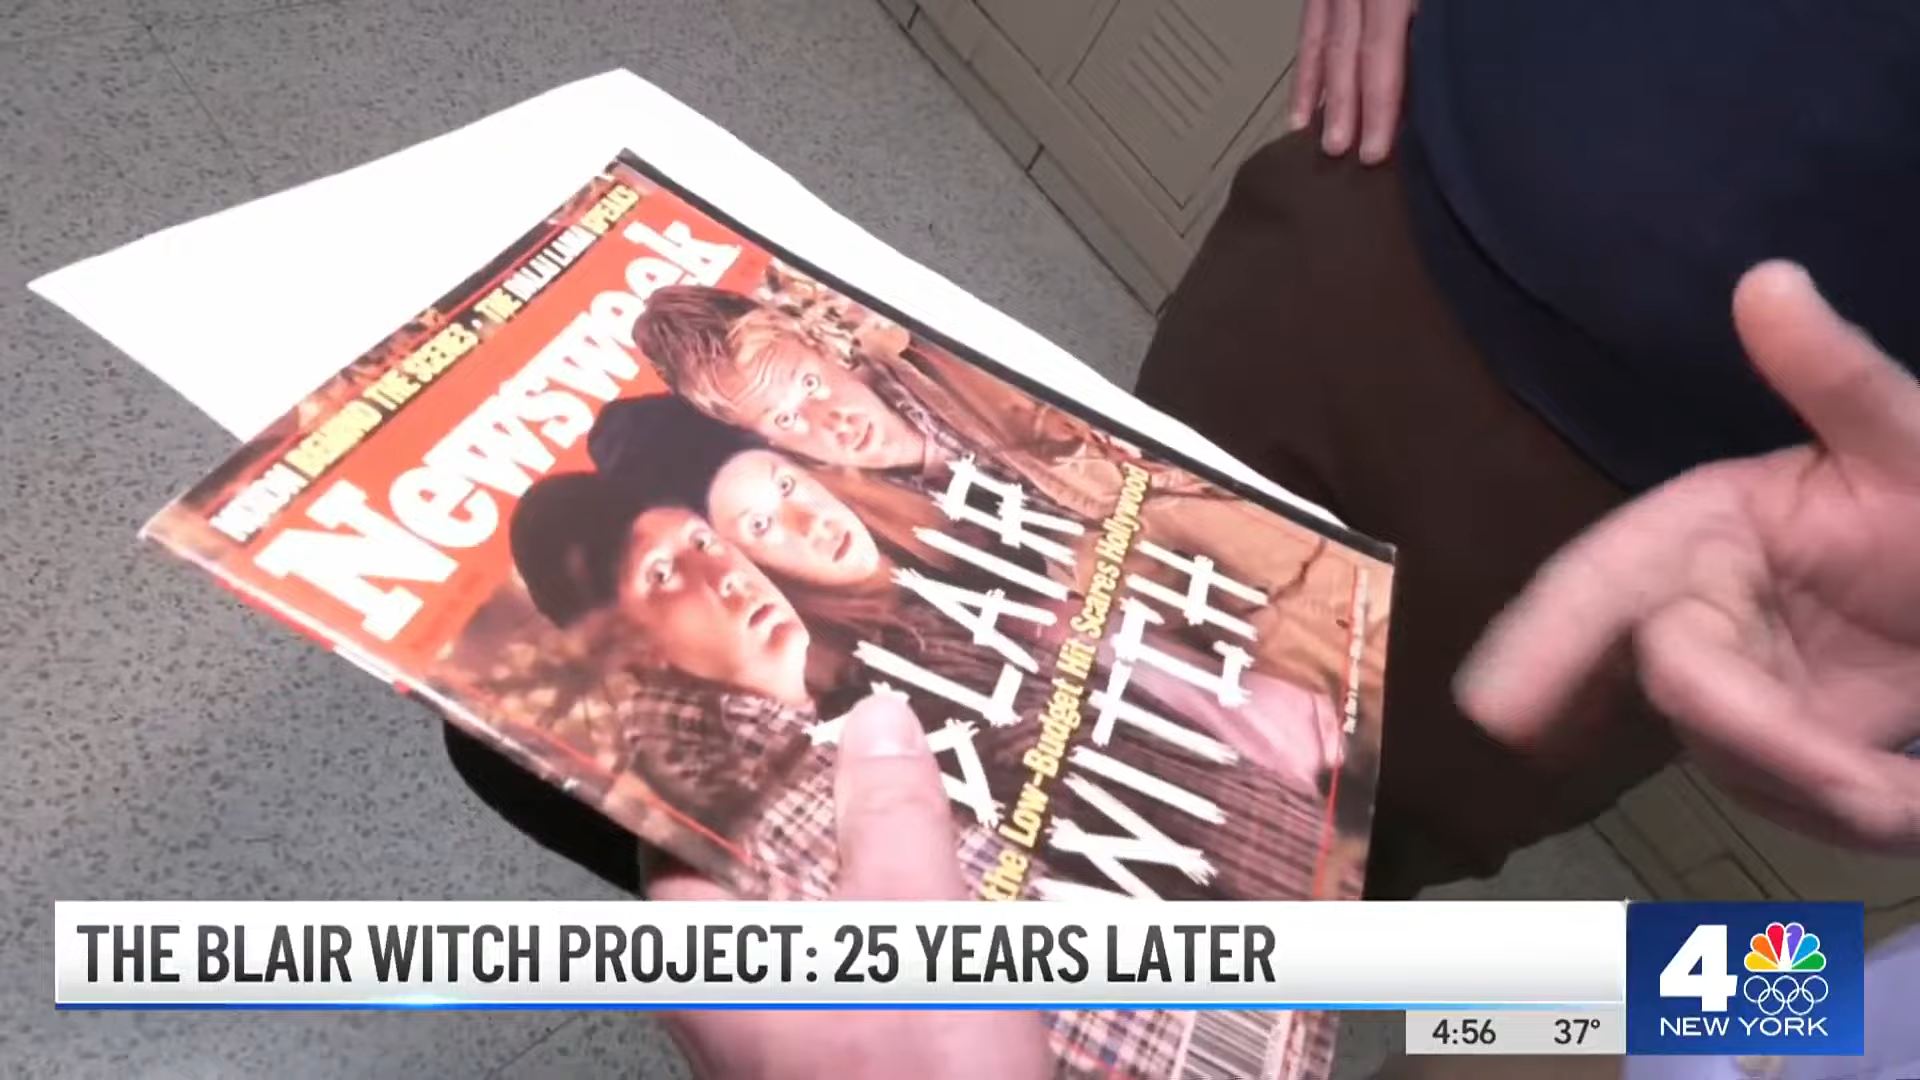 NIXON BEHIND THE SCENES • THE DALAI LAMA SPEAKS
Newsweek
BLAIR
the Low-Budget Hit Scares Hollywood
WITCH
THE BLAIR WITCH PROJECT: 25 YEARS LATER
4
NEW YORK
4:56 37°